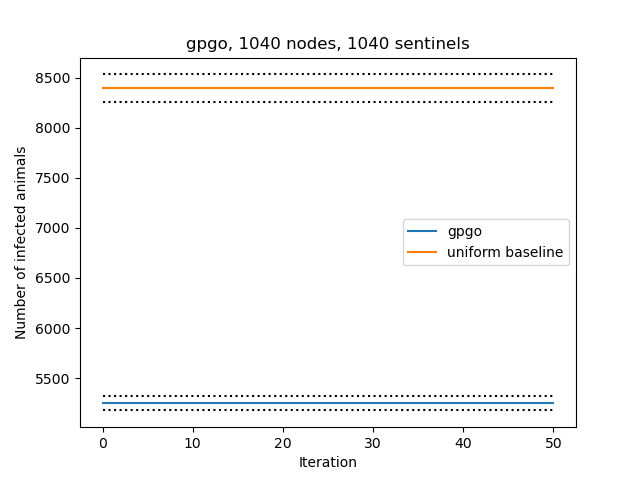 gpgo, 1040 nodes, 1040 sentinels
Number of infected animals
8500
8000
7500
7000
6500
6000
5500
gpgo
uniform baseline
0 10 20 30 40 50
Iteration